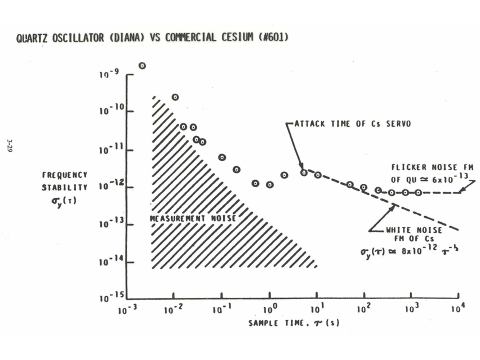 QUARTZ OSCILLATOR (DIANA) VS COMMERCIAL CESIUM (#601)
10⁻⁹
10⁻¹⁰
10⁻¹¹
10⁻¹²
10⁻¹³
10⁻¹⁴
10⁻¹⁵
FREQUENCY
STABILITY
σy(τ)
3-29
ATTACK TIME OF Cs SERVO
FLICKER NOISE FM
OF QU ≃ 6x10⁻¹³
MEASUREMENT NOISE
WHITE NOISE
FM OF Cs
σy(τ) ≃ 8x10⁻¹² τ⁻½
10⁻³ 10⁻² 10⁻¹ 10⁰ 10¹ 10² 10³ 10⁴
SAMPLE TIME, τ(s)